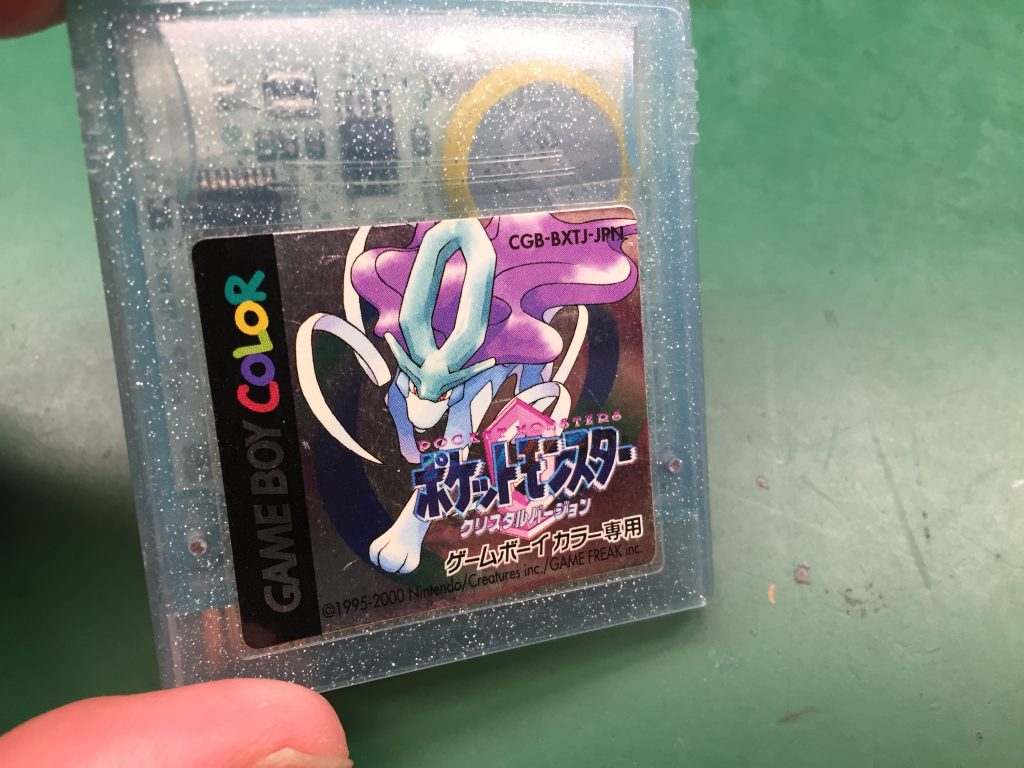 GAME BOY COLOR
CGB-BXTJ-JPN
POCKET MONSTERS
ポケットモンスター
クリスタルバージョン
ゲームボーイカラー専用
©1995-2000 Nintendo/Creatures inc./GAME FREAK inc.